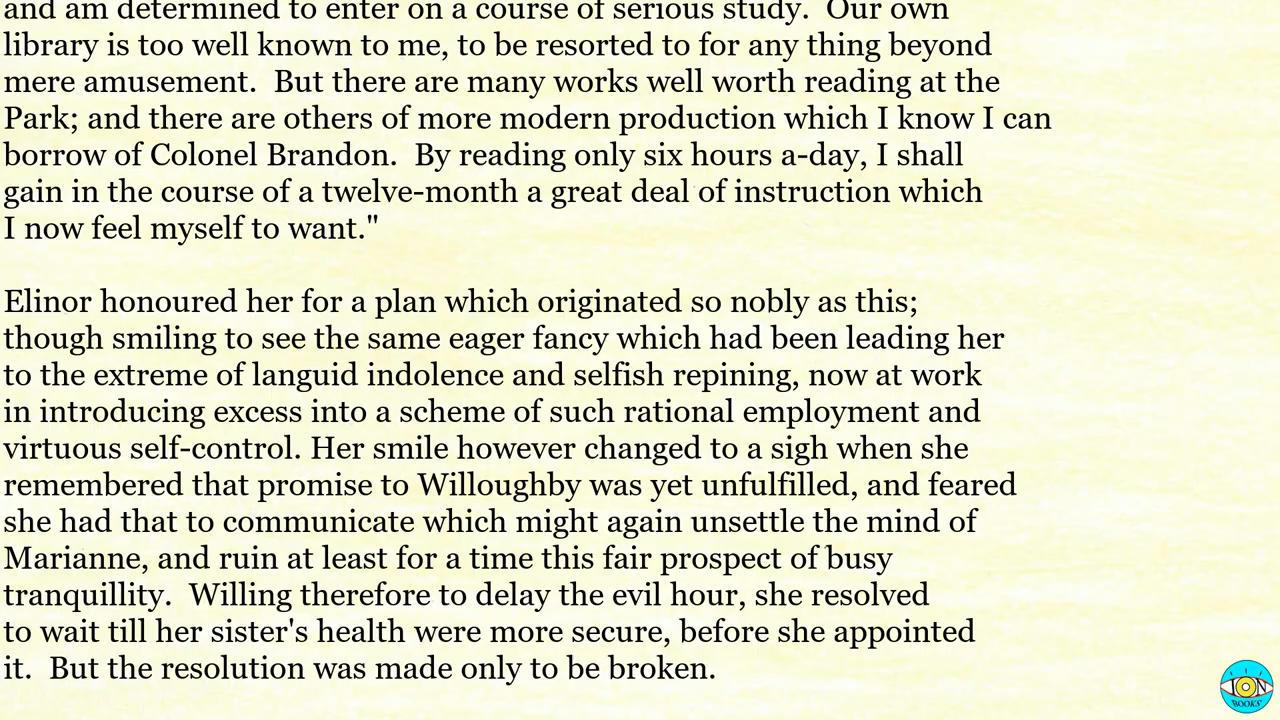 and am determined to enter on a course of serious study.  Our own
library is too well known to me, to be resorted to for any thing beyond
mere amusement.  But there are many works well worth reading at the
Park; and there are others of more modern production which I know I can
borrow of Colonel Brandon.  By reading only six hours a-day, I shall
gain in the course of a twelve-month a great deal of instruction which
I now feel myself to want."
Elinor honoured her for a plan which originated so nobly as this;
though smiling to see the same eager fancy which had been leading her
to the extreme of languid indolence and selfish repining, now at work
in introducing excess into a scheme of such rational employment and
virtuous self-control. Her smile however changed to a sigh when she
remembered that promise to Willoughby was yet unfulfilled, and feared
she had that to communicate which might again unsettle the mind of
Marianne, and ruin at least for a time this fair prospect of busy
tranquillity.  Willing therefore to delay the evil hour, she resolved
to wait till her sister's health were more secure, before she appointed
it.  But the resolution was made only to be broken.
ION
BOOKS